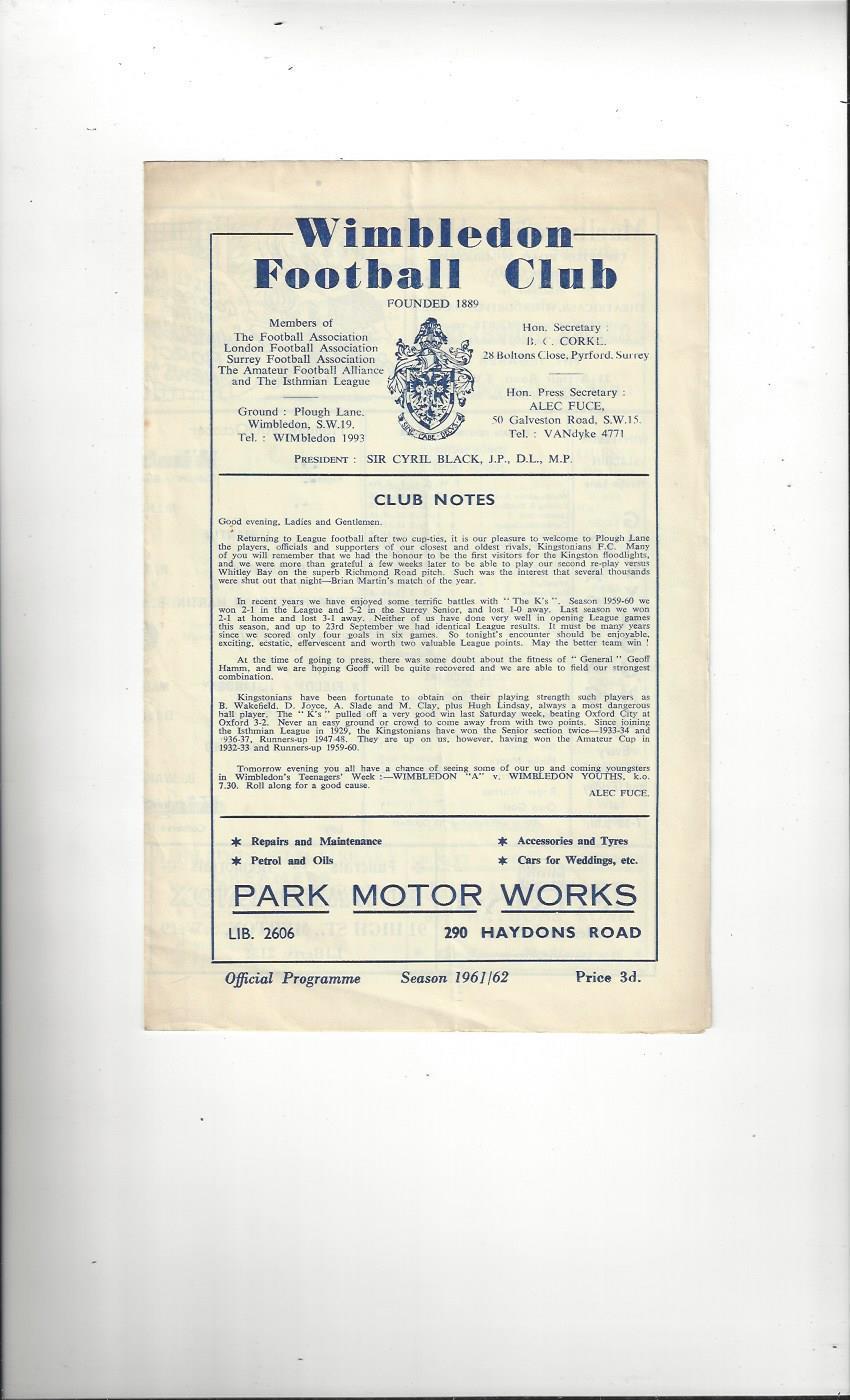 Wimbledon
Football Club
FOUNDED 1889
Members of
The Football Association
London Football Association
Surrey Football Association
The Amateur Football Alliance
and The Isthmian League
Ground : Plough Lane.
Wimbledon, S.W.19.
Tel. : WIMbledon 1993
Hon. Secretary :
B. C. CORKE.
28 Boltons Close, Pyrford, Surrey
Hon. Press Secretary :
ALEC FUCE,
50 Galveston Road, S.W.15.
Tel. : VANdyke 4771
PRESIDENT : SIR CYRIL BLACK, J.P., D.L., M.P.
CLUB NOTES
Good evening, Ladies and Gentlemen.
Returning to League football after two cup-ties, it is our pleasure to welcome to Plough Lane
the players, officials and supporters of our closest and oldest rivals, Kingstonians F.C. Many
of you will remember that we had the honour to be the first visitors for the Kingston floodlights,
and we were more than grateful a few weeks later to be able to play our second re-play versus
Whitley Bay on the superb Richmond Road pitch. Such was the interest that several thousands
were shut out that night—Brian Martin's match of the year.
In recent years we have enjoyed some terrific battles with " The K's ". Season 1959-60 we
won 2-1 in the League and 5-2 in the Surrey Senior, and lost 1-0 away. Last season we won
2-1 at home and lost 3-1 away. Neither of us have done very well in opening League games
this season, and up to 23rd September we had identical League results. It must be many years
since we scored only four goals in six games. So tonight's encounter should be enjoyable,
exciting, ecstatic, effervescent and worth two valuable League points. May the better team win !
At the time of going to press, there was some doubt about the fitness of " General " Geoff
Hamm, and we are hoping Geoff will be quite recovered and we are able to field our strongest
combination.
Kingstonians have been fortunate to obtain on their playing strength such players as
B. Wakefield, D. Joyce, A. Slade and M. Clay, plus Hugh Lindsay, always a most dangerous
ball player. The " K's " pulled off a very good win last Saturday week, beating Oxford City at
Oxford 3-2. Never an easy ground or crowd to come away from with two points. Since joining
the Isthmian League in 1929, the Kingstonians have won the Senior section twice—1933-34 and
1936-37, Runners-up 1947-48. They are up on us, however, having won the Amateur Cup in
1932-33 and Runners-up 1959-60.
Tomorrow evening you all have a chance of seeing some of our up and coming youngsters
in Wimbledon's Teenagers' Week :—WIMBLEDON "A" v. WIMBLEDON YOUTHS, k.o.
7.30. Roll along for a good cause.
ALEC FUCE.
* Repairs and Maintenance
* Accessories and Tyres
* Petrol and Oils
* Cars for Weddings, etc.
PARK MOTOR WORKS
LIB. 2606
290 HAYDONS ROAD
Official Programme Season 1961/62 Price 3d.